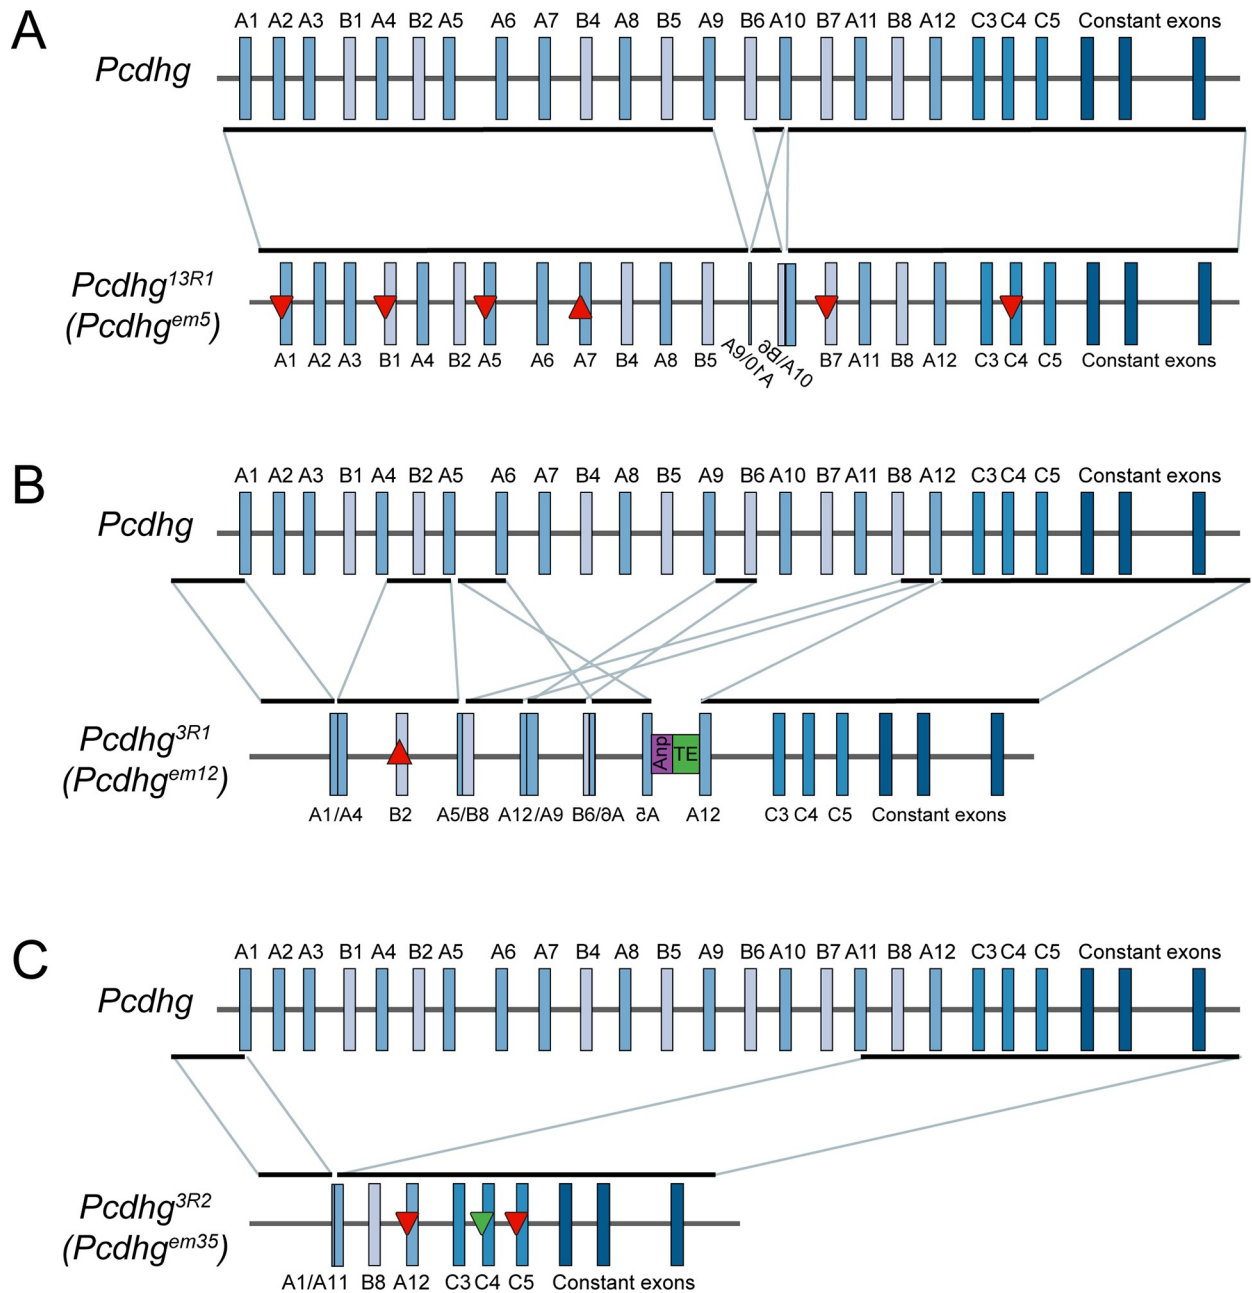 A
A1 A2 A3 B1 A4 B2 A5 A6 A7 B4 A8 B5 A9 B6 A10 B7 A11 B8 A12 C3 C4 C5 Constant exons
Pcdhg
Pcdhg13R1
(Pcdhgem5)
A1 A2 A3 B1 A4 B2 A5 A6 A7 B4 A8 B5 A9/01A 9B/A10 B7 A11 B8 A12 C3 C4 C5 Constant exons
B
A1 A2 A3 B1 A4 B2 A5 A6 A7 B4 A8 B5 A9 B6 A10 B7 A11 B8 A12 C3 C4 C5 Constant exons
Pcdhg
Pcdhg3R1
(Pcdhgem12)
Anp TE
A1/A4 B2 A5/B8 A12/A9 B6/6A 5A A12 C3 C4 C5 Constant exons
C
A1 A2 A3 B1 A4 B2 A5 A6 A7 B4 A8 B5 A9 B6 A10 B7 A11 B8 A12 C3 C4 C5 Constant exons
Pcdhg
Pcdhg3R2
(Pcdhgem35)
A1/A11 B8 A12 C3 C4 C5 Constant exons